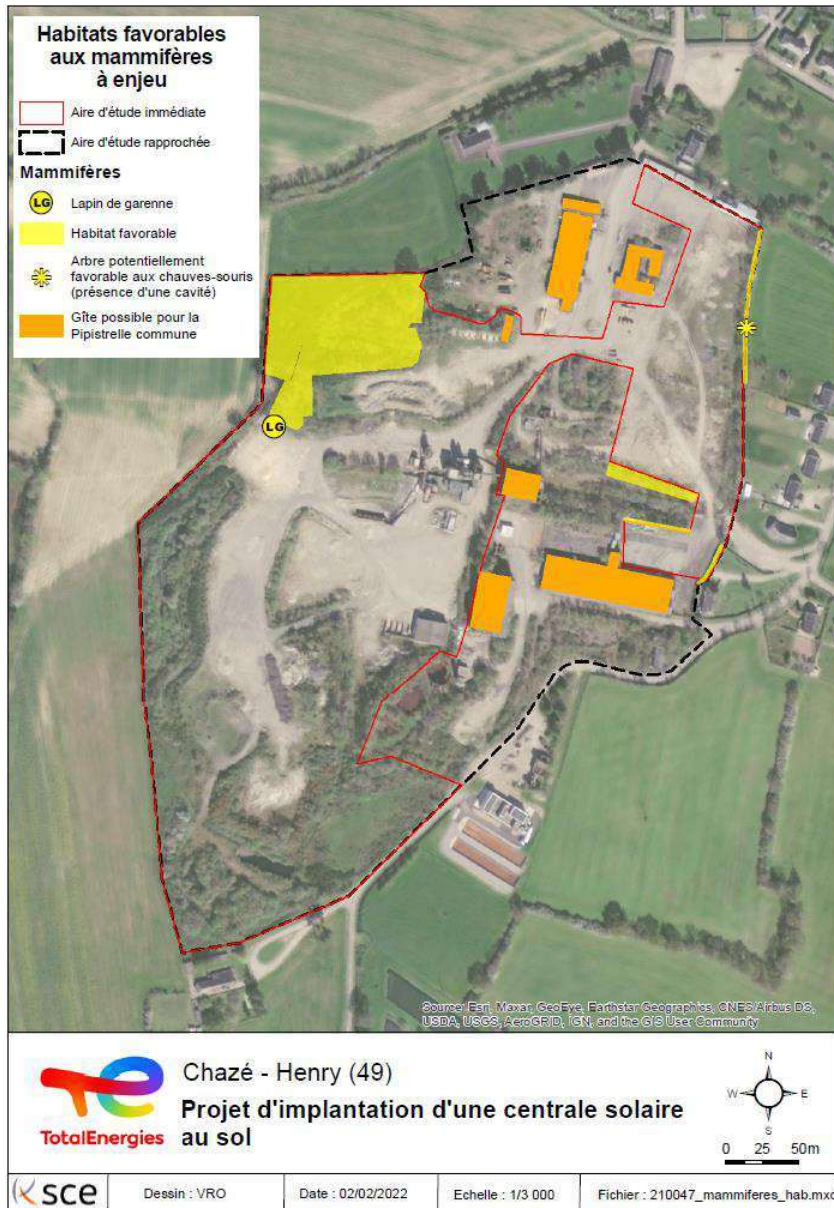 Habitats favorables
aux mammifères
à enjeu
Aire d'étude immédiate
Aire d'étude rapprochée
Mammifères
LG Lapin de garenne
Habitat favorable
Arbre potentiellement
favorable aux chauves-souris
(présence d'une cavité)
Gîte possible pour la
Pipistrelle commune
LG
Source: Esri, Maxar, GeoEye, Earthstar Geographics, CNES/Airbus DS,
USDA, USGS, AeroGRID, IGN, and the GIS User Community
TotalEnergies
Chazé - Henry (49)
Projet d'implantation d'une centrale solaire
au sol
N
W E
S
0 25 50m
sce
Dessin : VRO
Date : 02/02/2022
Echelle : 1/3 000
Fichier : 210047_mammiferes_hab.mxd